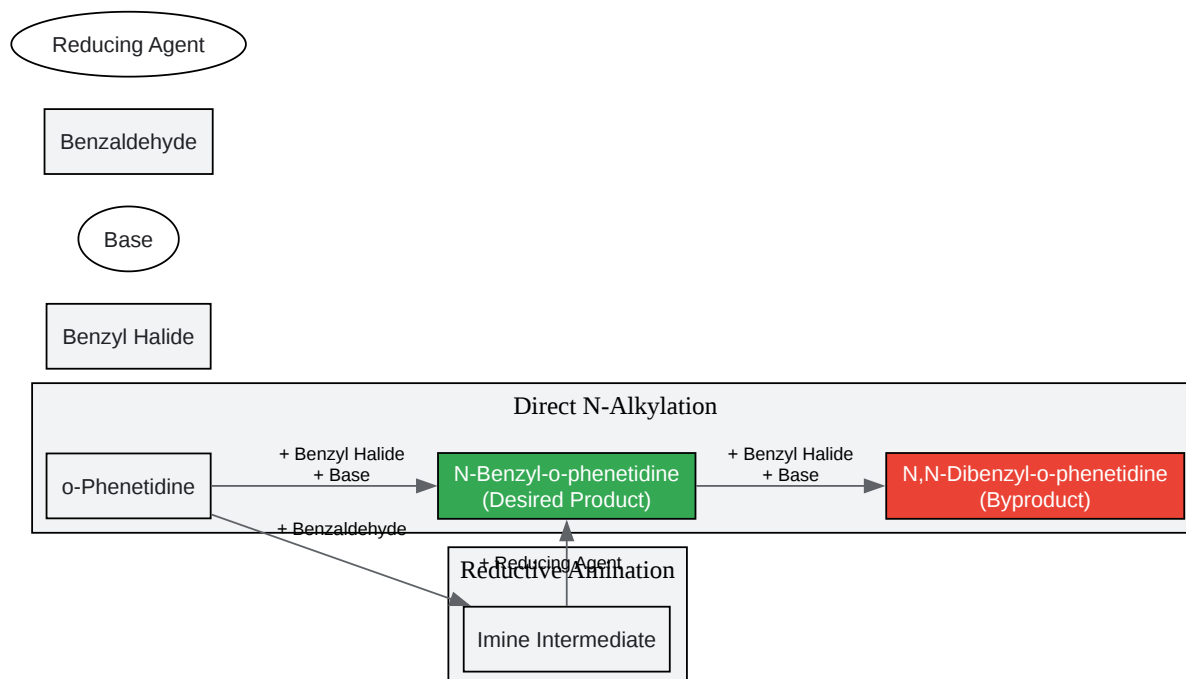 Reducing Agent
Benzaldehyde
Base
Benzyl Halide
Direct N-Alkylation
o-Phenetidine
+ Benzyl Halide
+ Base
N-Benzyl-o-phenetidine
(Desired Product)
+ Benzyl Halide
+ Base
N,N-Dibenzyl-o-phenetidine
(Byproduct)
+ Benzaldehyde
+ Reducing Agent
Reductive Amination
Imine Intermediate